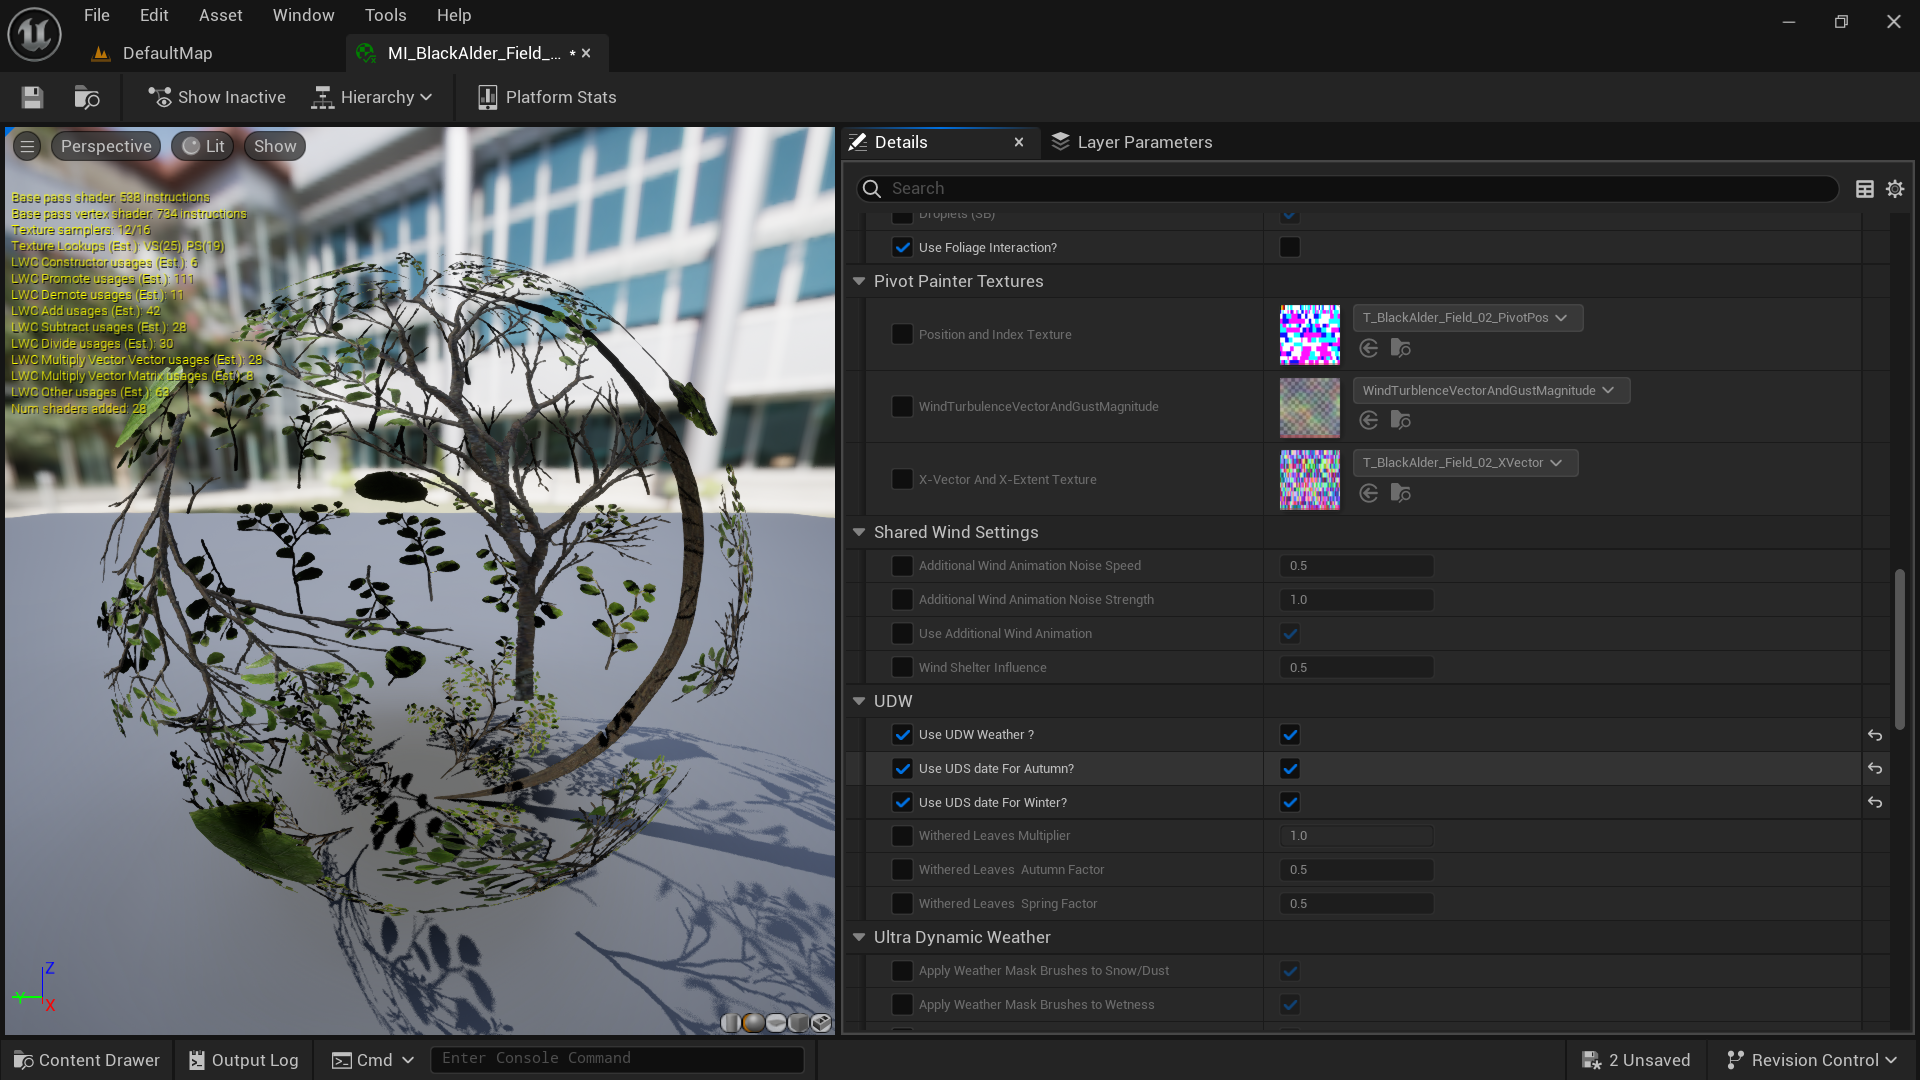 File Edit Asset Window Tools Help
DefaultMap
MI_BlackAlder_Field_... *
Show Inactive Hierarchy Platform Stats
Perspective Lit Show
Base pass shader: 538 instructions
Base pass vertex shader: 734 instructions
Texture samplers: 12/16
Texture Lookups (Est.): VS(25), PS(19)
LWC Constructor usages (Est.): 6
LWC Promote usages (Est.): 111
LWC Demote usages (Est.): 11
LWC Add usages (Est.): 42
LWC Subtract usages (Est.): 28
LWC Divide usages (Est.): 30
LWC Multiply Vector Vector usages (Est.): 28
LWC Multiply Vector Matrix usages (Est.): 8
LWC Other usages (Est.): 63
Num shaders added: 28
Z
Y
X
Details
Layer Parameters
Search
Droplets (SB)
Use Foliage Interaction?
Pivot Painter Textures
Position and Index Texture
T_BlackAlder_Field_02_PivotPos
WindTurbulenceVectorAndGustMagnitude
WindTurblenceVectorAndGustMagnitude
X-Vector And X-Extent Texture
T_BlackAlder_Field_02_XVector
Shared Wind Settings
Additional Wind Animation Noise Speed 0.5
Additional Wind Animation Noise Strength 1.0
Use Additional Wind Animation
Wind Shelter Influence 0.5
UDW
Use UDW Weather ?
Use UDS date For Autumn?
Use UDS date For Winter?
Withered Leaves Multiplier 1.0
Withered Leaves  Autumn Factor 0.5
Withered Leaves  Spring Factor 0.5
Ultra Dynamic Weather
Apply Weather Mask Brushes to Snow/Dust
Apply Weather Mask Brushes to Wetness
Content Drawer Output Log Cmd Enter Console Command 2 Unsaved Revision Control